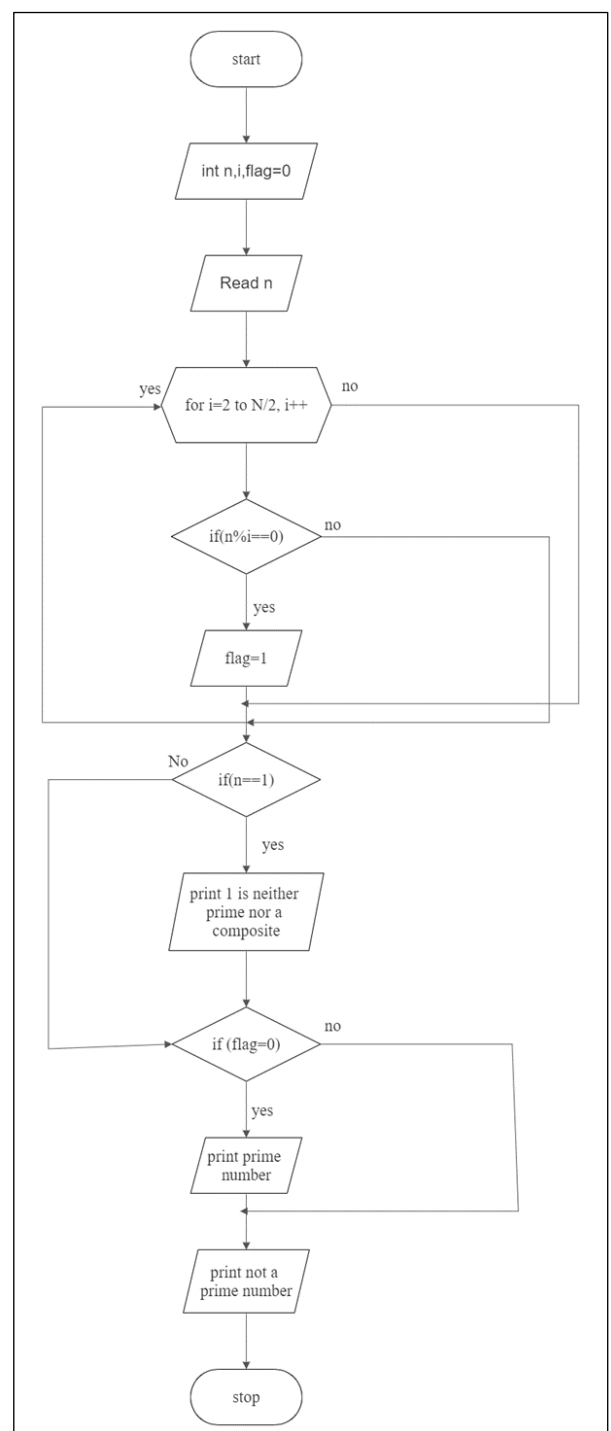 start
int n,i,flag=0
Read n
yes
no
for i=2 to N/2, i++
no
if(n%i==0)
yes
flag=1
No
if(n==1)
yes
print 1 is neither
prime nor a
composite
no
if (flag=0)
yes
print prime
number
print not a
prime number
stop